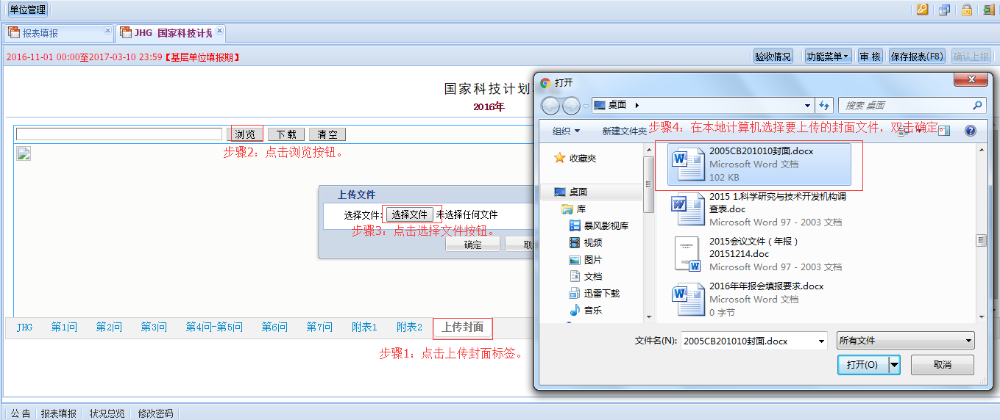 单位管理
报表填报
JHG 国家科技计划
2016-11-01 00:00至2017-03-10 23:59【基层单位填报期】
验收情况
功能菜单
审 核
保存报表(F8)
确认上报
国家科技计划
2016年
浏览
下载
清空
步骤2：点击浏览按钮。
上传文件
选择文件:
选择文件
未选择任何文件
步骤3：点击选择文件按钮。
确定
JHG
第1问
第2问
第3问
第4问-第5问
第6问
第7问
附表1
附表2
上传封面
步骤1：点击上传封面标签。
打开
桌面
搜索 桌面
组织
新建文件夹
步骤4：在本地计算机选择要上传的封面文件，双击确定
收藏夹
桌面
库
暴风影视库
视频
图片
文档
迅雷下载
音乐
2005CB201010封面.docx
Microsoft Word 文档
102 KB
2015 1.科学研究与技术开发机构调
查表.doc
Microsoft Word 97 - 2003 文档
2015会议文件（年报）
20151214.doc
Microsoft Word 97 - 2003 文档
2016年年报会填报要求.docx
Microsoft Word 文档
0 字节
文件名(N):
2005CB201010封面.docx
所有文件
打开(O)
取消
公 告
报表填报
状况总览
修改密码